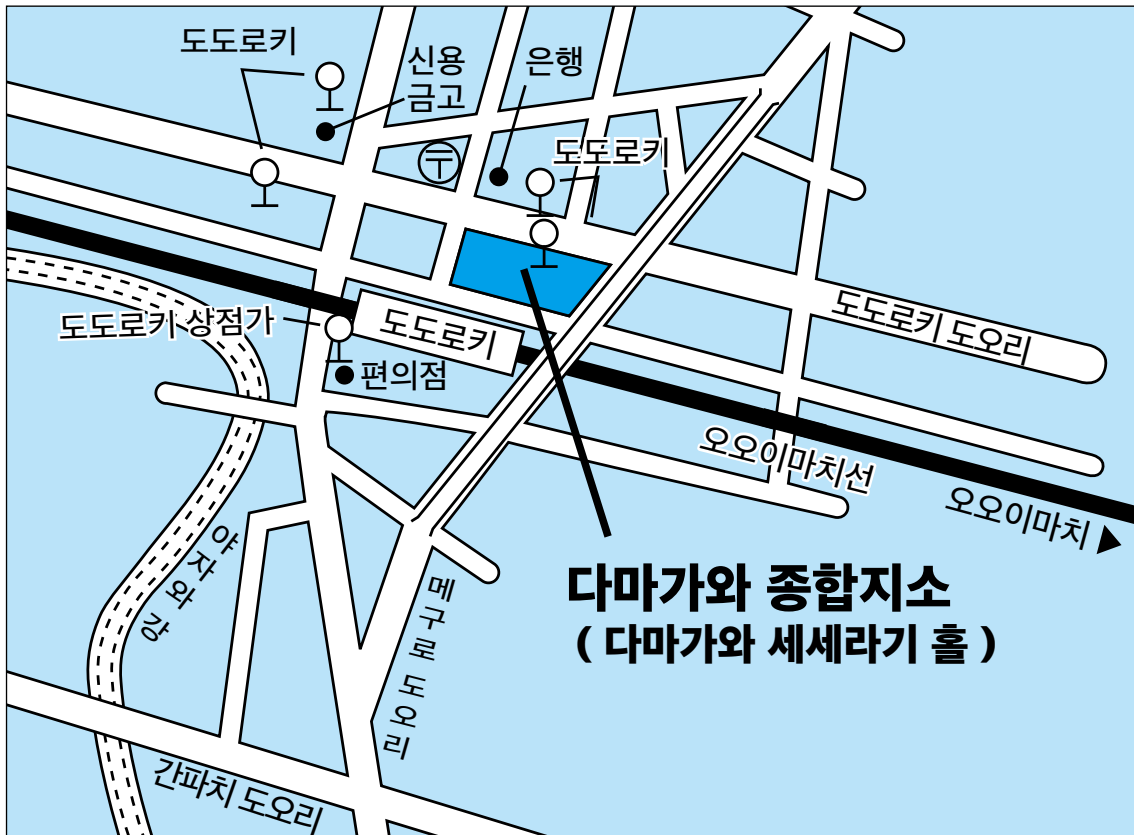 도도로키
신용
금고
은행
〒
도도로키
도도로키 도오리
도도로키 상점가
도도로키
편의점
오오이마치선
오오이마치 ▶
야자와강
메구로 도오리
다마가와 종합지소
( 다마가와 세세라기 홀 )
간파치 도오리